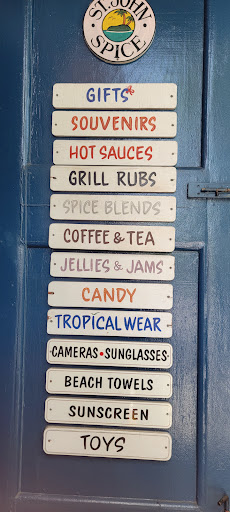 ST. JOHN
SPICE
GIFTS
SOUVENIRS
HOT SAUCES
GRILL RUBS
SPICE BLENDS
COFFEE & TEA
JELLIES & JAMS
CANDY
TROPICAL WEAR
CAMERAS • SUNGLASSES
BEACH TOWELS
SUNSCREEN
TOYS